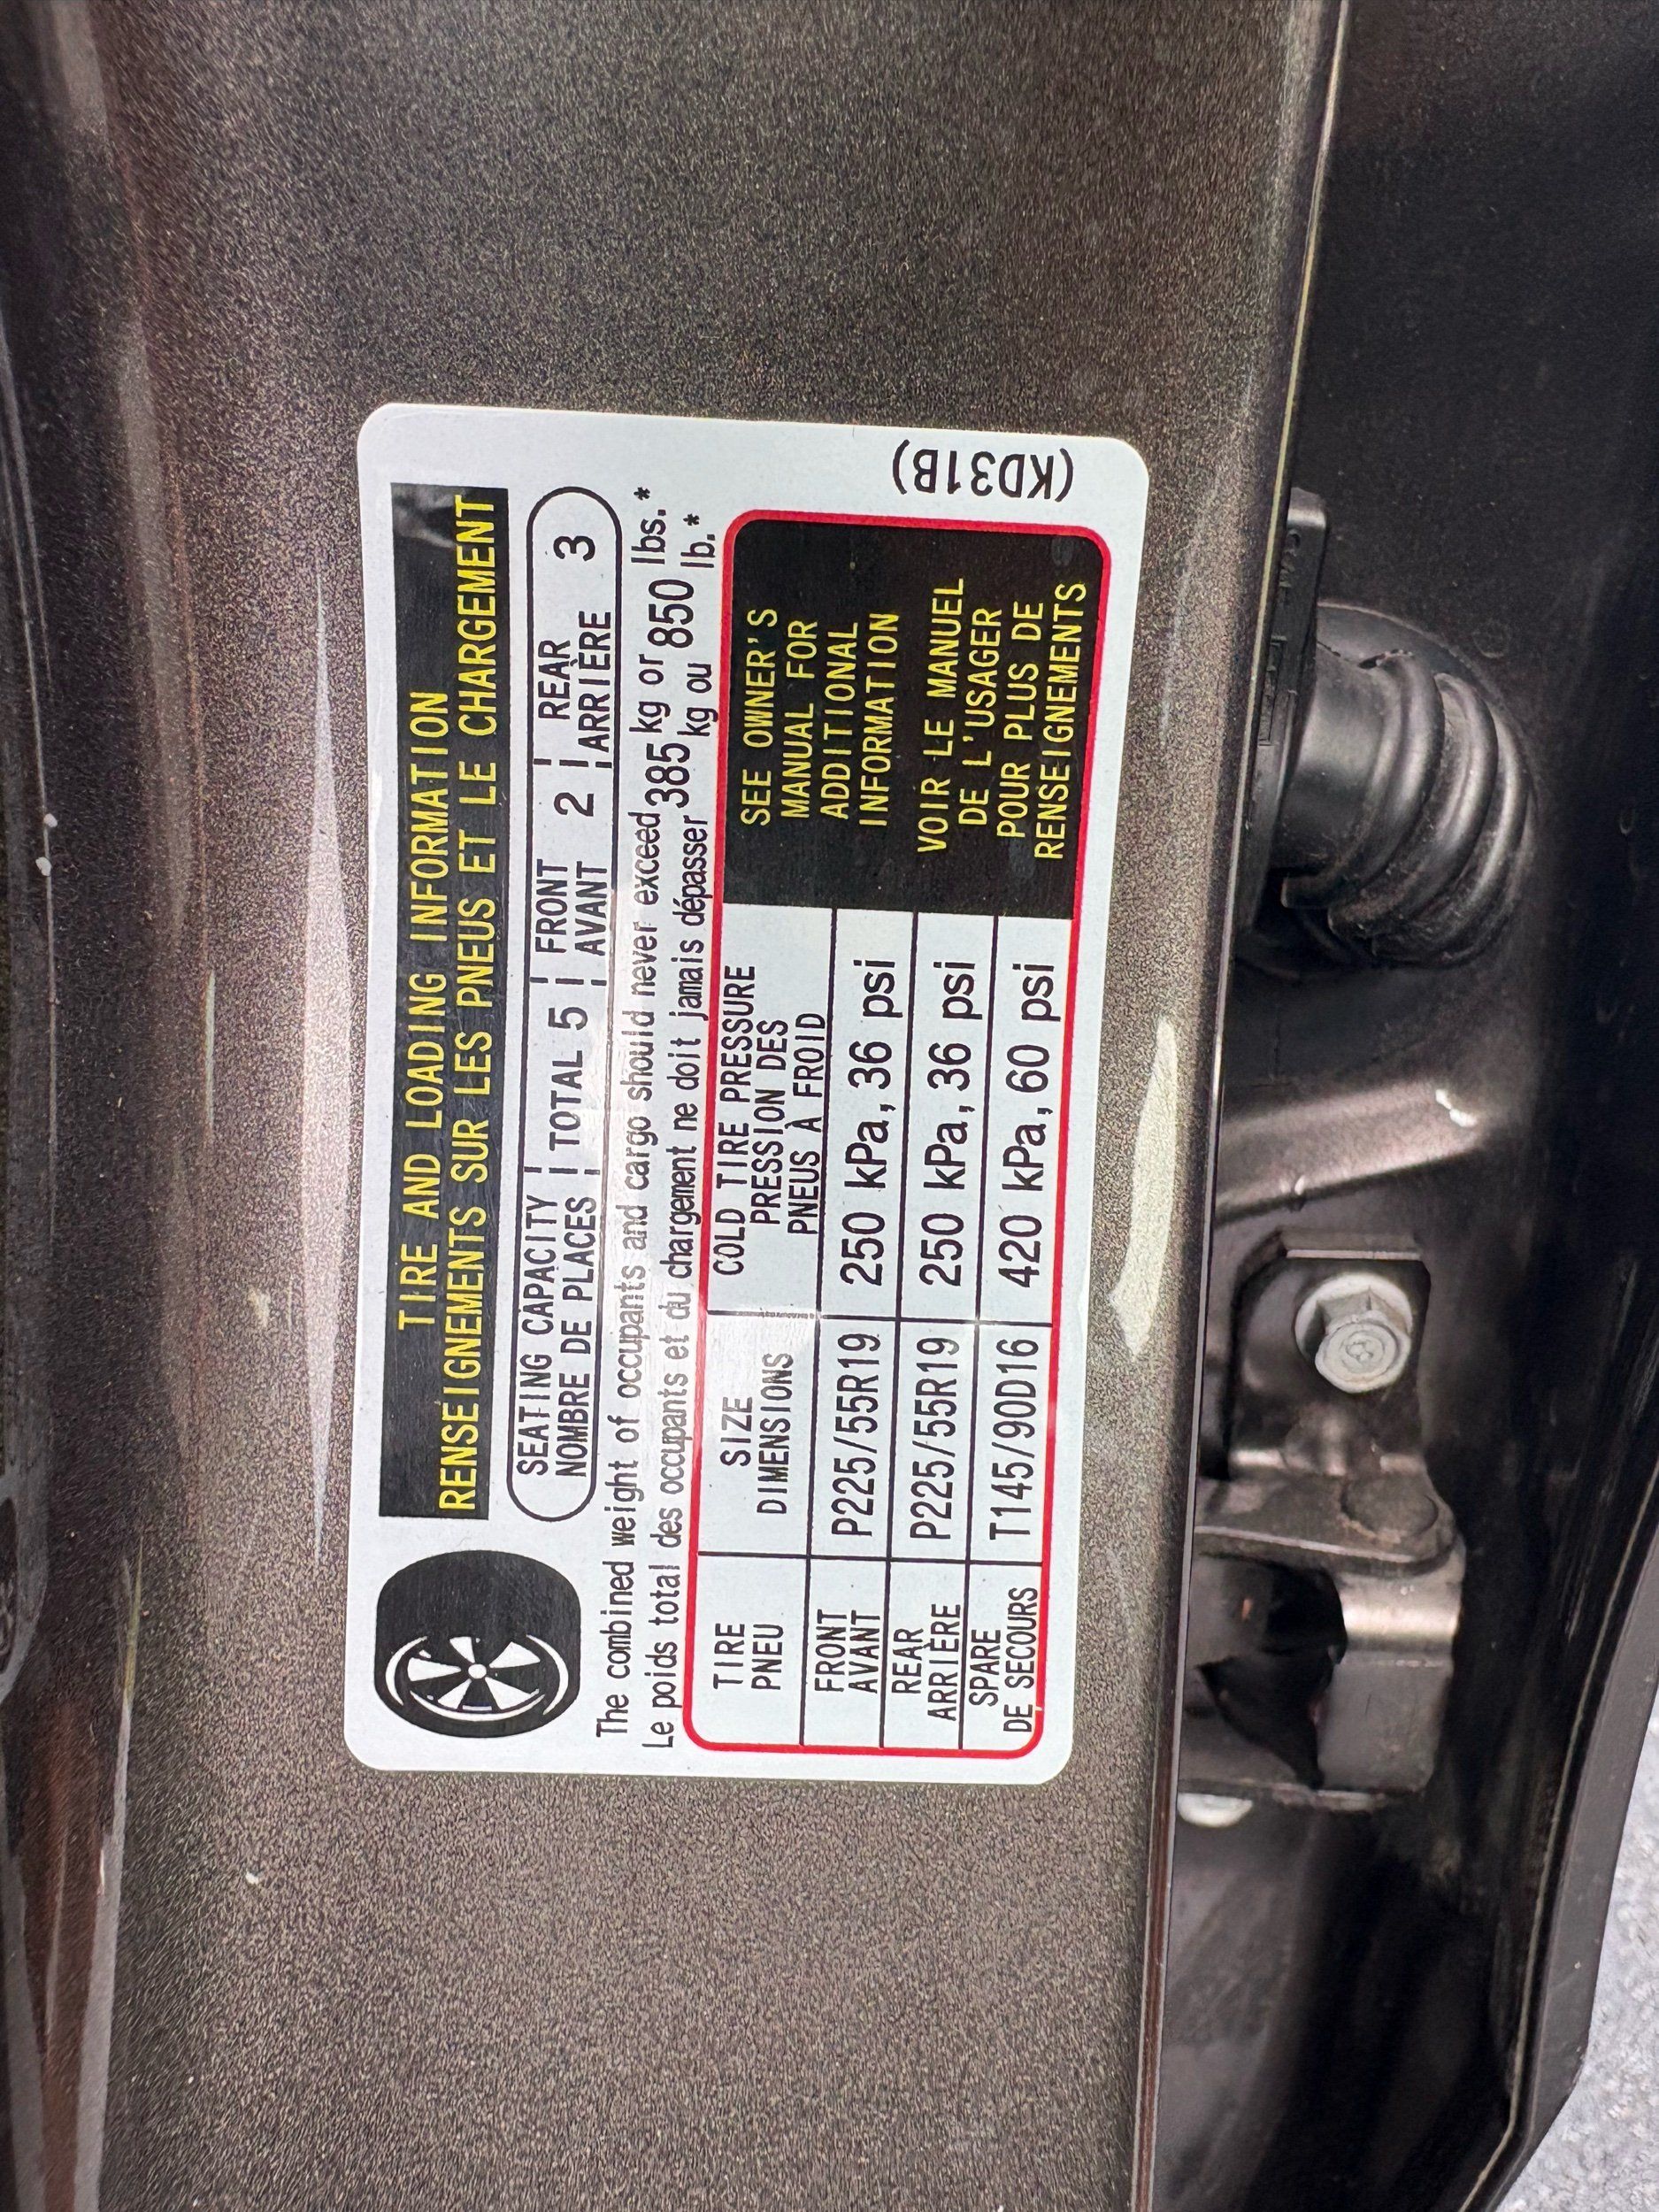 TIRE AND LOADING INFORMATION
RENSEIGNEMENTS SUR LES PNEUS ET LE CHARGEMENT
SEATING CAPACITY TOTAL 5 FRONT 2 REAR 3
NOMBRE DE PLACES AVANT ARRIÈRE
The combined weight of occupants and cargo should never exceed 385 kg or 850 lbs.*
Le poids total des occupants et du chargement ne doit jamais dépasser 385 kg ou 850 lb.*
TIRE
PNEU
SIZE
DIMENSIONS
COLD TIRE PRESSURE
PRESSION DES
PNEUS À FROID
FRONT
AVANT
P225/55R19
250 kPa, 36 psi
REAR
ARRIÈRE
P225/55R19
250 kPa, 36 psi
SPARE
DE SECOURS
T145/90D16
420 kPa, 60 psi
SEE OWNER'S
MANUAL FOR
ADDITIONAL
INFORMATION
VOIR LE MANUEL
DE L'USAGER
POUR PLUS DE
RENSEIGNEMENTS
(KD31B)